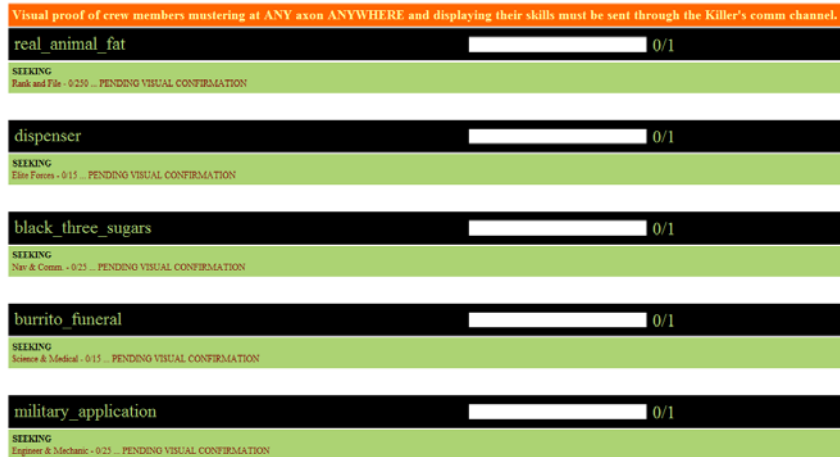 Visual proof of crew members mustering at ANY axon ANYWHERE and displaying their skills must be sent through the Killer's comm channel.
real_animal_fat 0/1
SEEKING
Rank and File - 0/250 ... PENDING VISUAL CONFIRMATION
dispenser 0/1
SEEKING
Elite Forces - 0/15 ... PENDING VISUAL CONFIRMATION
black_three_sugars 0/1
SEEKING
Nav & Comm. - 0/25 ... PENDING VISUAL CONFIRMATION
burrito_funeral 0/1
SEEKING
Science & Medical - 0/15 ... PENDING VISUAL CONFIRMATION
military_application 0/1
SEEKING
Engineer & Mechanic - 0/25 ... PENDING VISUAL CONFIRMATION